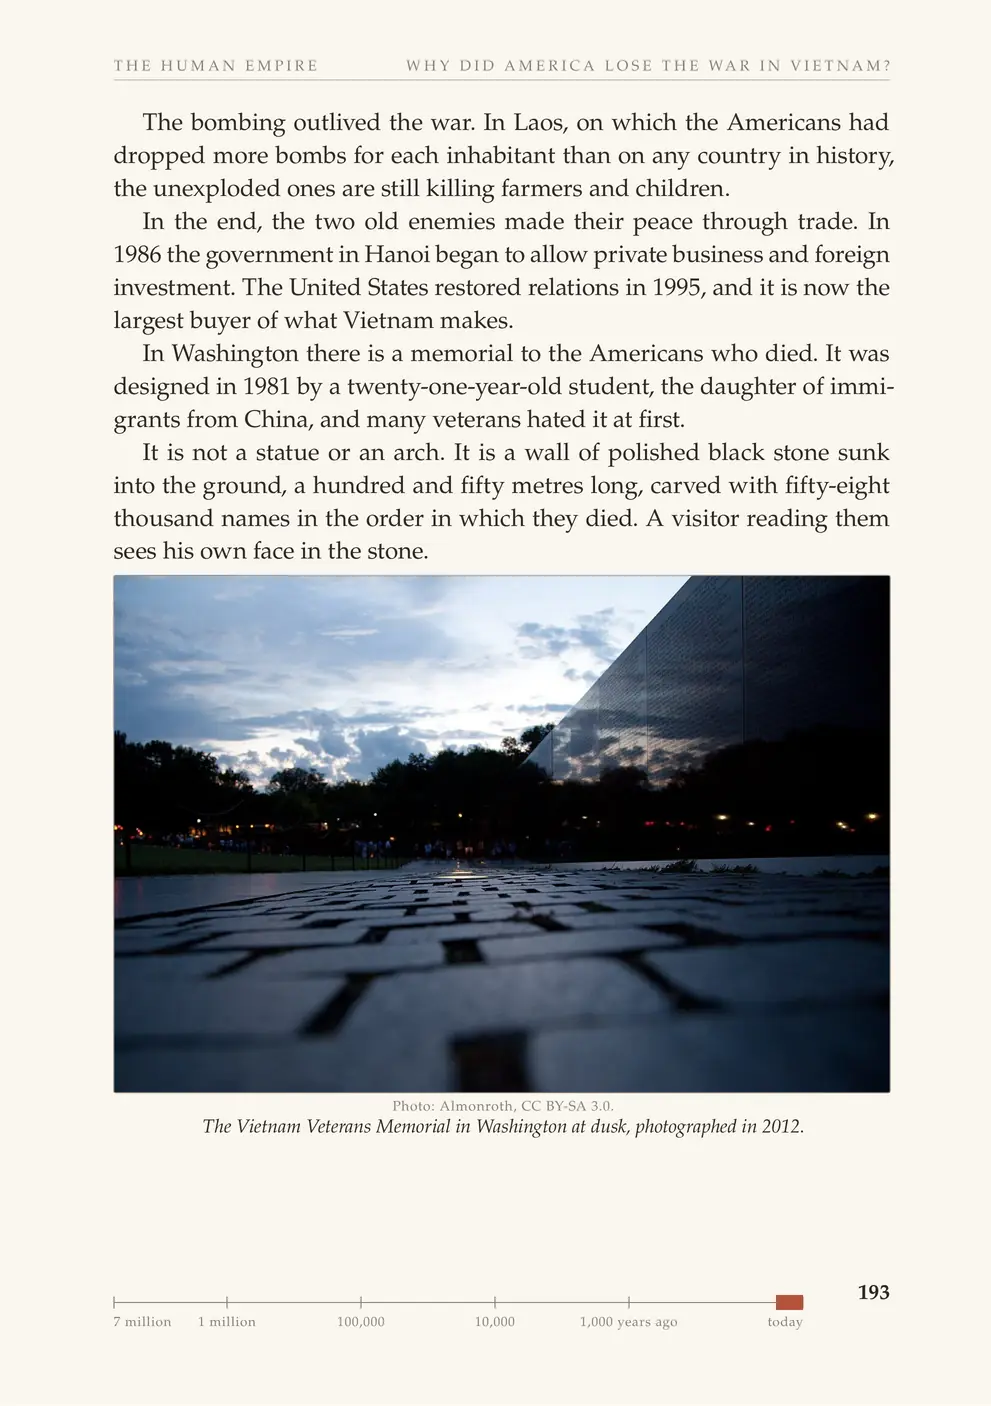 THE HUMAN EMPIRE
WHY DID AMERICA LOSE THE WAR IN VIETNAM?
The bombing outlived the war. In Laos, on which the Americans had
dropped more bombs for each inhabitant than on any country in history,
the unexploded ones are still killing farmers and children.
In the end, the two old enemies made their peace through trade. In
1986 the government in Hanoi began to allow private business and foreign
investment. The United States restored relations in 1995, and it is now the
largest buyer of what Vietnam makes.
In Washington there is a memorial to the Americans who died. It was
designed in 1981 by a twenty-one-year-old student, the daughter of immi-
grants from China, and many veterans hated it at first.
It is not a statue or an arch. It is a wall of polished black stone sunk
into the ground, a hundred and fifty metres long, carved with fifty-eight
thousand names in the order in which they died. A visitor reading them
sees his own face in the stone.
Photo: Almonroth, CC BY-SA 3.0.
The Vietnam Veterans Memorial in Washington at dusk, photographed in 2012.
193
7 million 1 million 100,000 10,000 1,000 years ago today